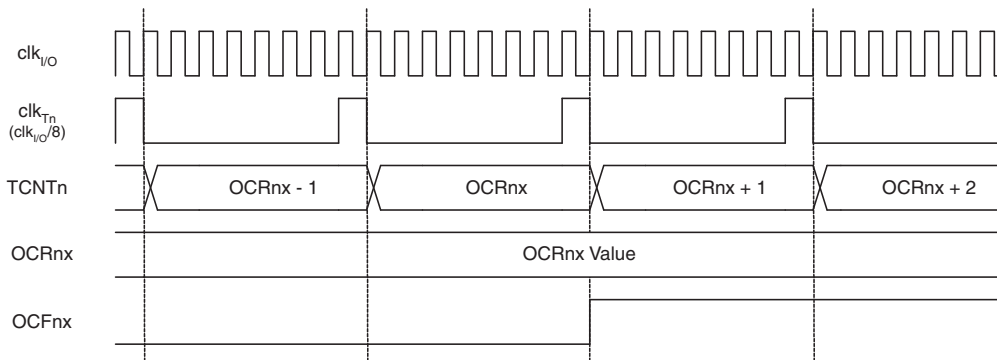 clkI/O
clkTn
(clkI/O/8)
TCNTn OCRnx - 1 OCRnx OCRnx + 1 OCRnx + 2
OCRnx OCRnx Value
OCFnx